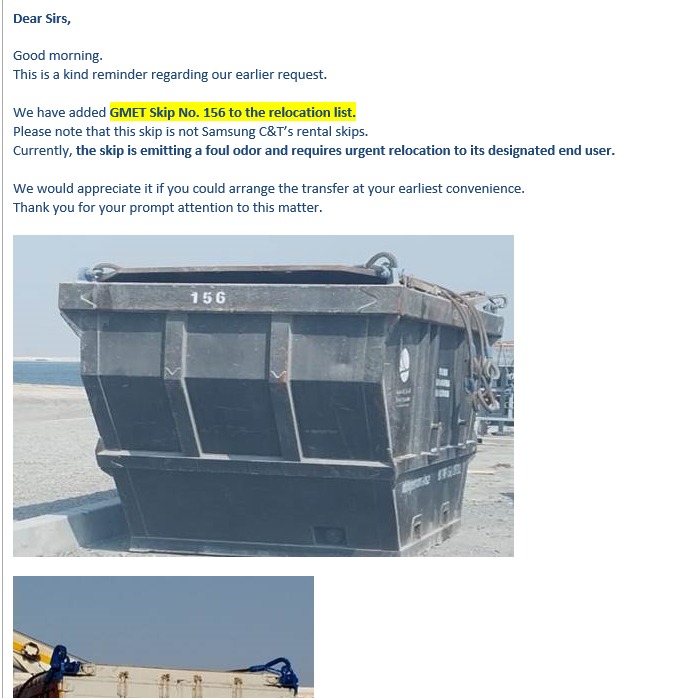 Dear Sirs,
Good morning.
This is a kind reminder regarding our earlier request.
We have added GMET Skip No. 156 to the relocation list.
Please note that this skip is not Samsung C&T's rental skips.
Currently, the skip is emitting a foul odor and requires urgent relocation to its designated end user.
We would appreciate it if you could arrange the transfer at your earliest convenience.
Thank you for your prompt attention to this matter.
156